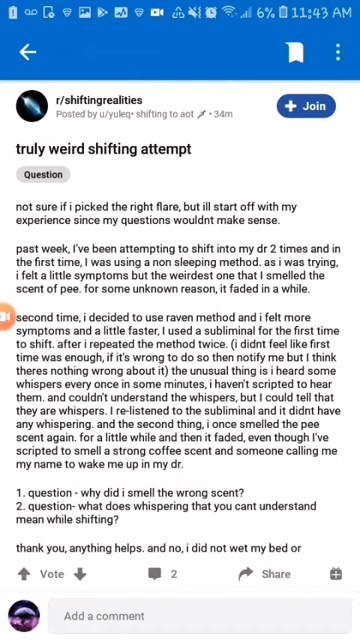 6% 11:43 AM
r/shiftingrealities
Posted by u/yuleq• shifting to aot • 34m
Join
truly weird shifting attempt
Question
not sure if i picked the right flare, but ill start off with my
experience since my questions wouldnt make sense.
past week, I've been attempting to shift into my dr 2 times and in
the first time, I was using a non sleeping method. as i was trying,
i felt a little symptoms but the weirdest one that I smelled the
scent of pee. for some unknown reason, it faded in a while.
second time, i decided to use raven method and i felt more
symptoms and a little faster, I used a subliminal for the first time
to shift. after i repeated the method twice. (i didnt feel like first
time was enough, if it's wrong to do so then notify me but I think
theres nothing wrong about it) the unusual thing is i heard some
whispers every once in some minutes, i haven't scripted to hear
them. and couldn't understand the whispers, but I could tell that
they are whispers. I re-listened to the subliminal and it didnt have
any whispering. and the second thing, i once smelled the pee
scent again. for a little while and then it faded, even though I've
scripted to smell a strong coffee scent and someone calling me
my name to wake me up in my dr.
1. question - why did i smell the wrong scent?
2. question- what does whispering that you cant understand
mean while shifting?
thank you, anything helps. and no, i did not wet my bed or
Vote 2 Share
Add a comment